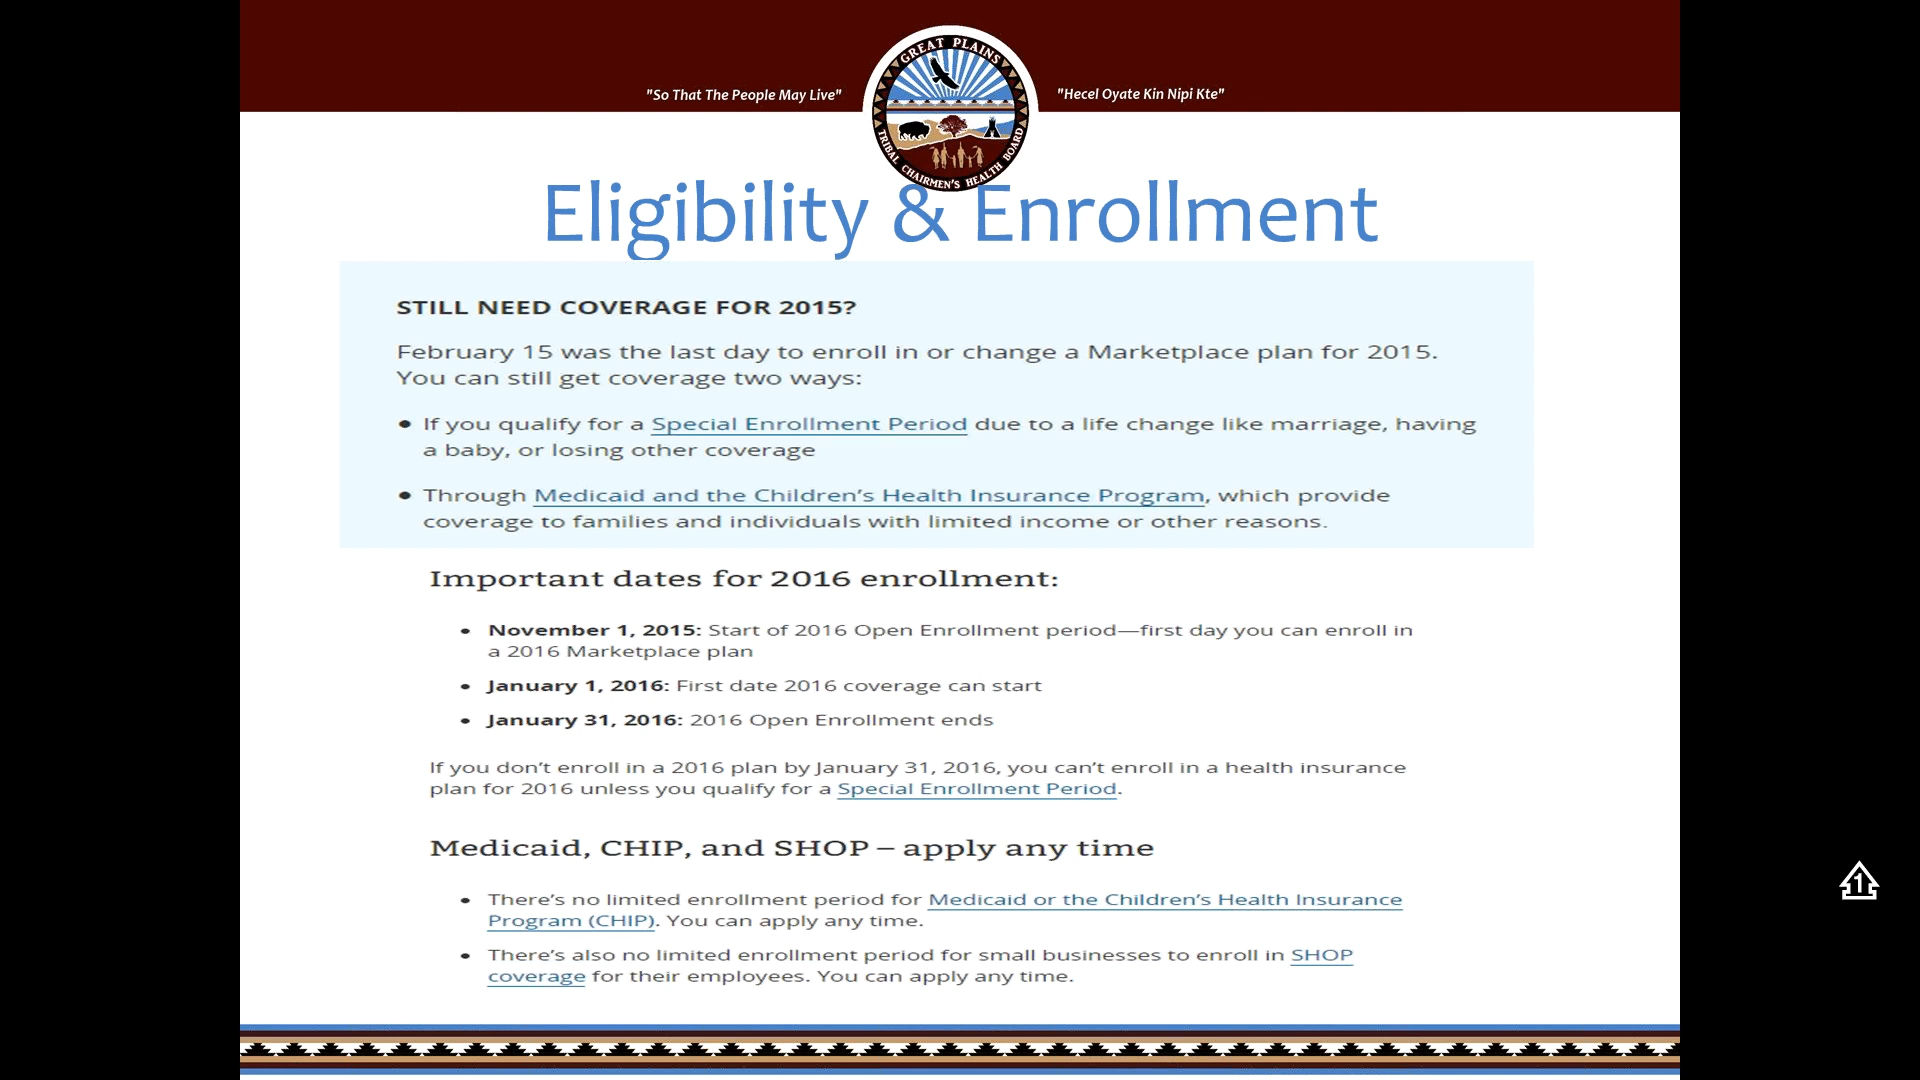 "So That The People May Live"
GREAT PLAINS
TRIBAL CHAIRMEN'S HEALTH BOARD
"Hecel Oyate Kin Nipi Kte"
Eligibility & Enrollment
STILL NEED COVERAGE FOR 2015?
February 15 was the last day to enroll in or change a Marketplace plan for 2015.
You can still get coverage two ways:
• If you qualify for a Special Enrollment Period due to a life change like marriage, having
a baby, or losing other coverage
• Through Medicaid and the Children’s Health Insurance Program, which provide
coverage to families and individuals with limited income or other reasons.
Important dates for 2016 enrollment:
• November 1, 2015: Start of 2016 Open Enrollment period—first day you can enroll in
a 2016 Marketplace plan
• January 1, 2016: First date 2016 coverage can start
• January 31, 2016: 2016 Open Enrollment ends
If you don’t enroll in a 2016 plan by January 31, 2016, you can’t enroll in a health insurance
plan for 2016 unless you qualify for a Special Enrollment Period.
Medicaid, CHIP, and SHOP – apply any time
• There’s no limited enrollment period for Medicaid or the Children’s Health Insurance
Program (CHIP). You can apply any time.
• There’s also no limited enrollment period for small businesses to enroll in SHOP
coverage for their employees. You can apply any time.
1